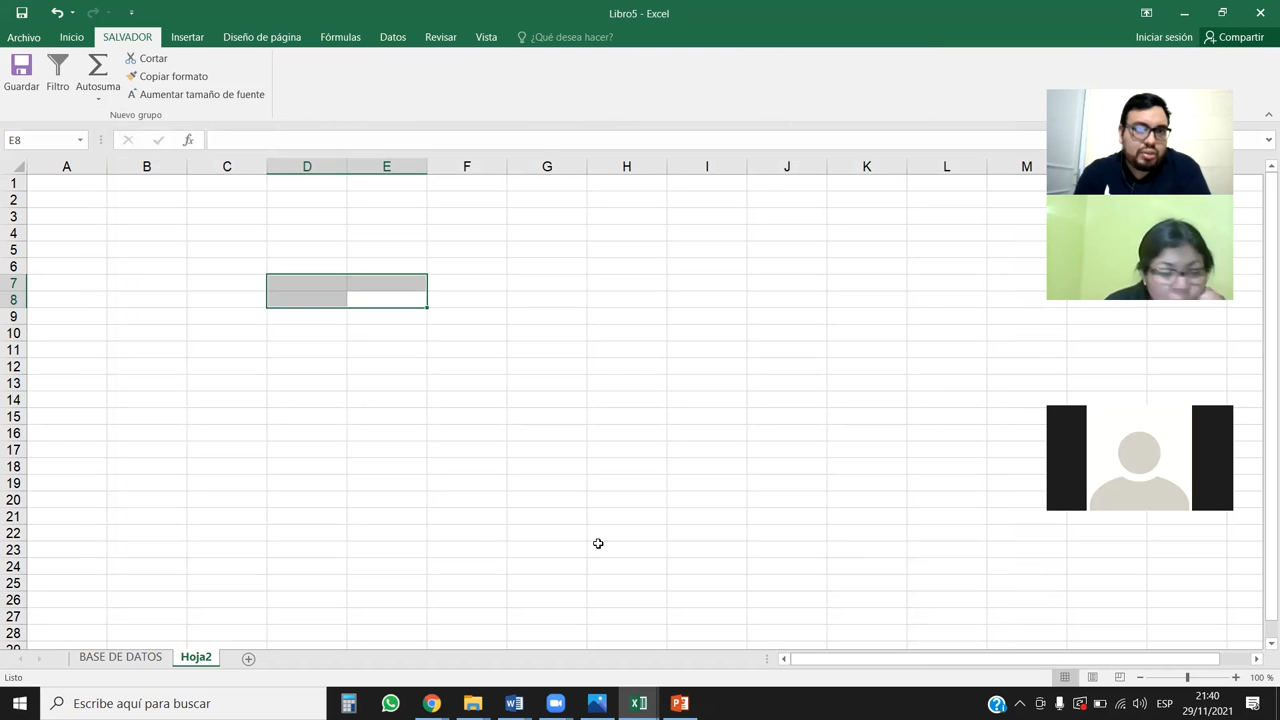 Libro5 - Excel
Archivo Inicio SALVADOR Insertar Diseño de página Fórmulas Datos Revisar Vista ¿Qué desea hacer? Iniciar sesión Compartir
Guardar Filtro Autosuma
Cortar
Copiar formato
Aumentar tamaño de fuente
Nuevo grupo
E8 fx
A B C D E F G H I J K L M
1
2
3
4
5
6
7
8
9
10
11
12
13
14
15
16
17
18
19
20
21
22
23
24
25
26
27
28
29
BASE DE DATOS Hoja2
Listo 100 %
Escribe aquí para buscar
ESP
21:40
29/11/2021